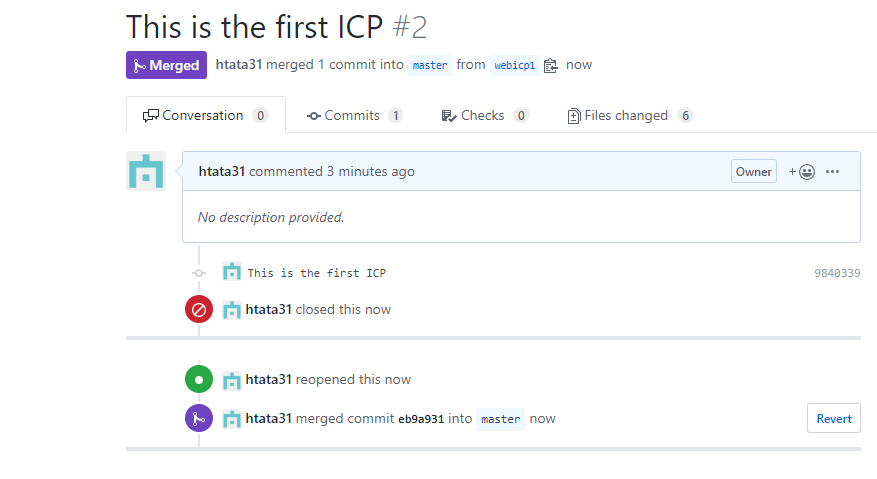 This is the first ICP #2
Merged htata31 merged 1 commit into master from webicp1 now
Conversation 0 Commits 1 Checks 0 Files changed 6
htata31 commented 3 minutes ago Owner + ...
No description provided.
This is the first ICP 9840339
htata31 closed this now
htata31 reopened this now
htata31 merged commit eb9a931 into master now Revert